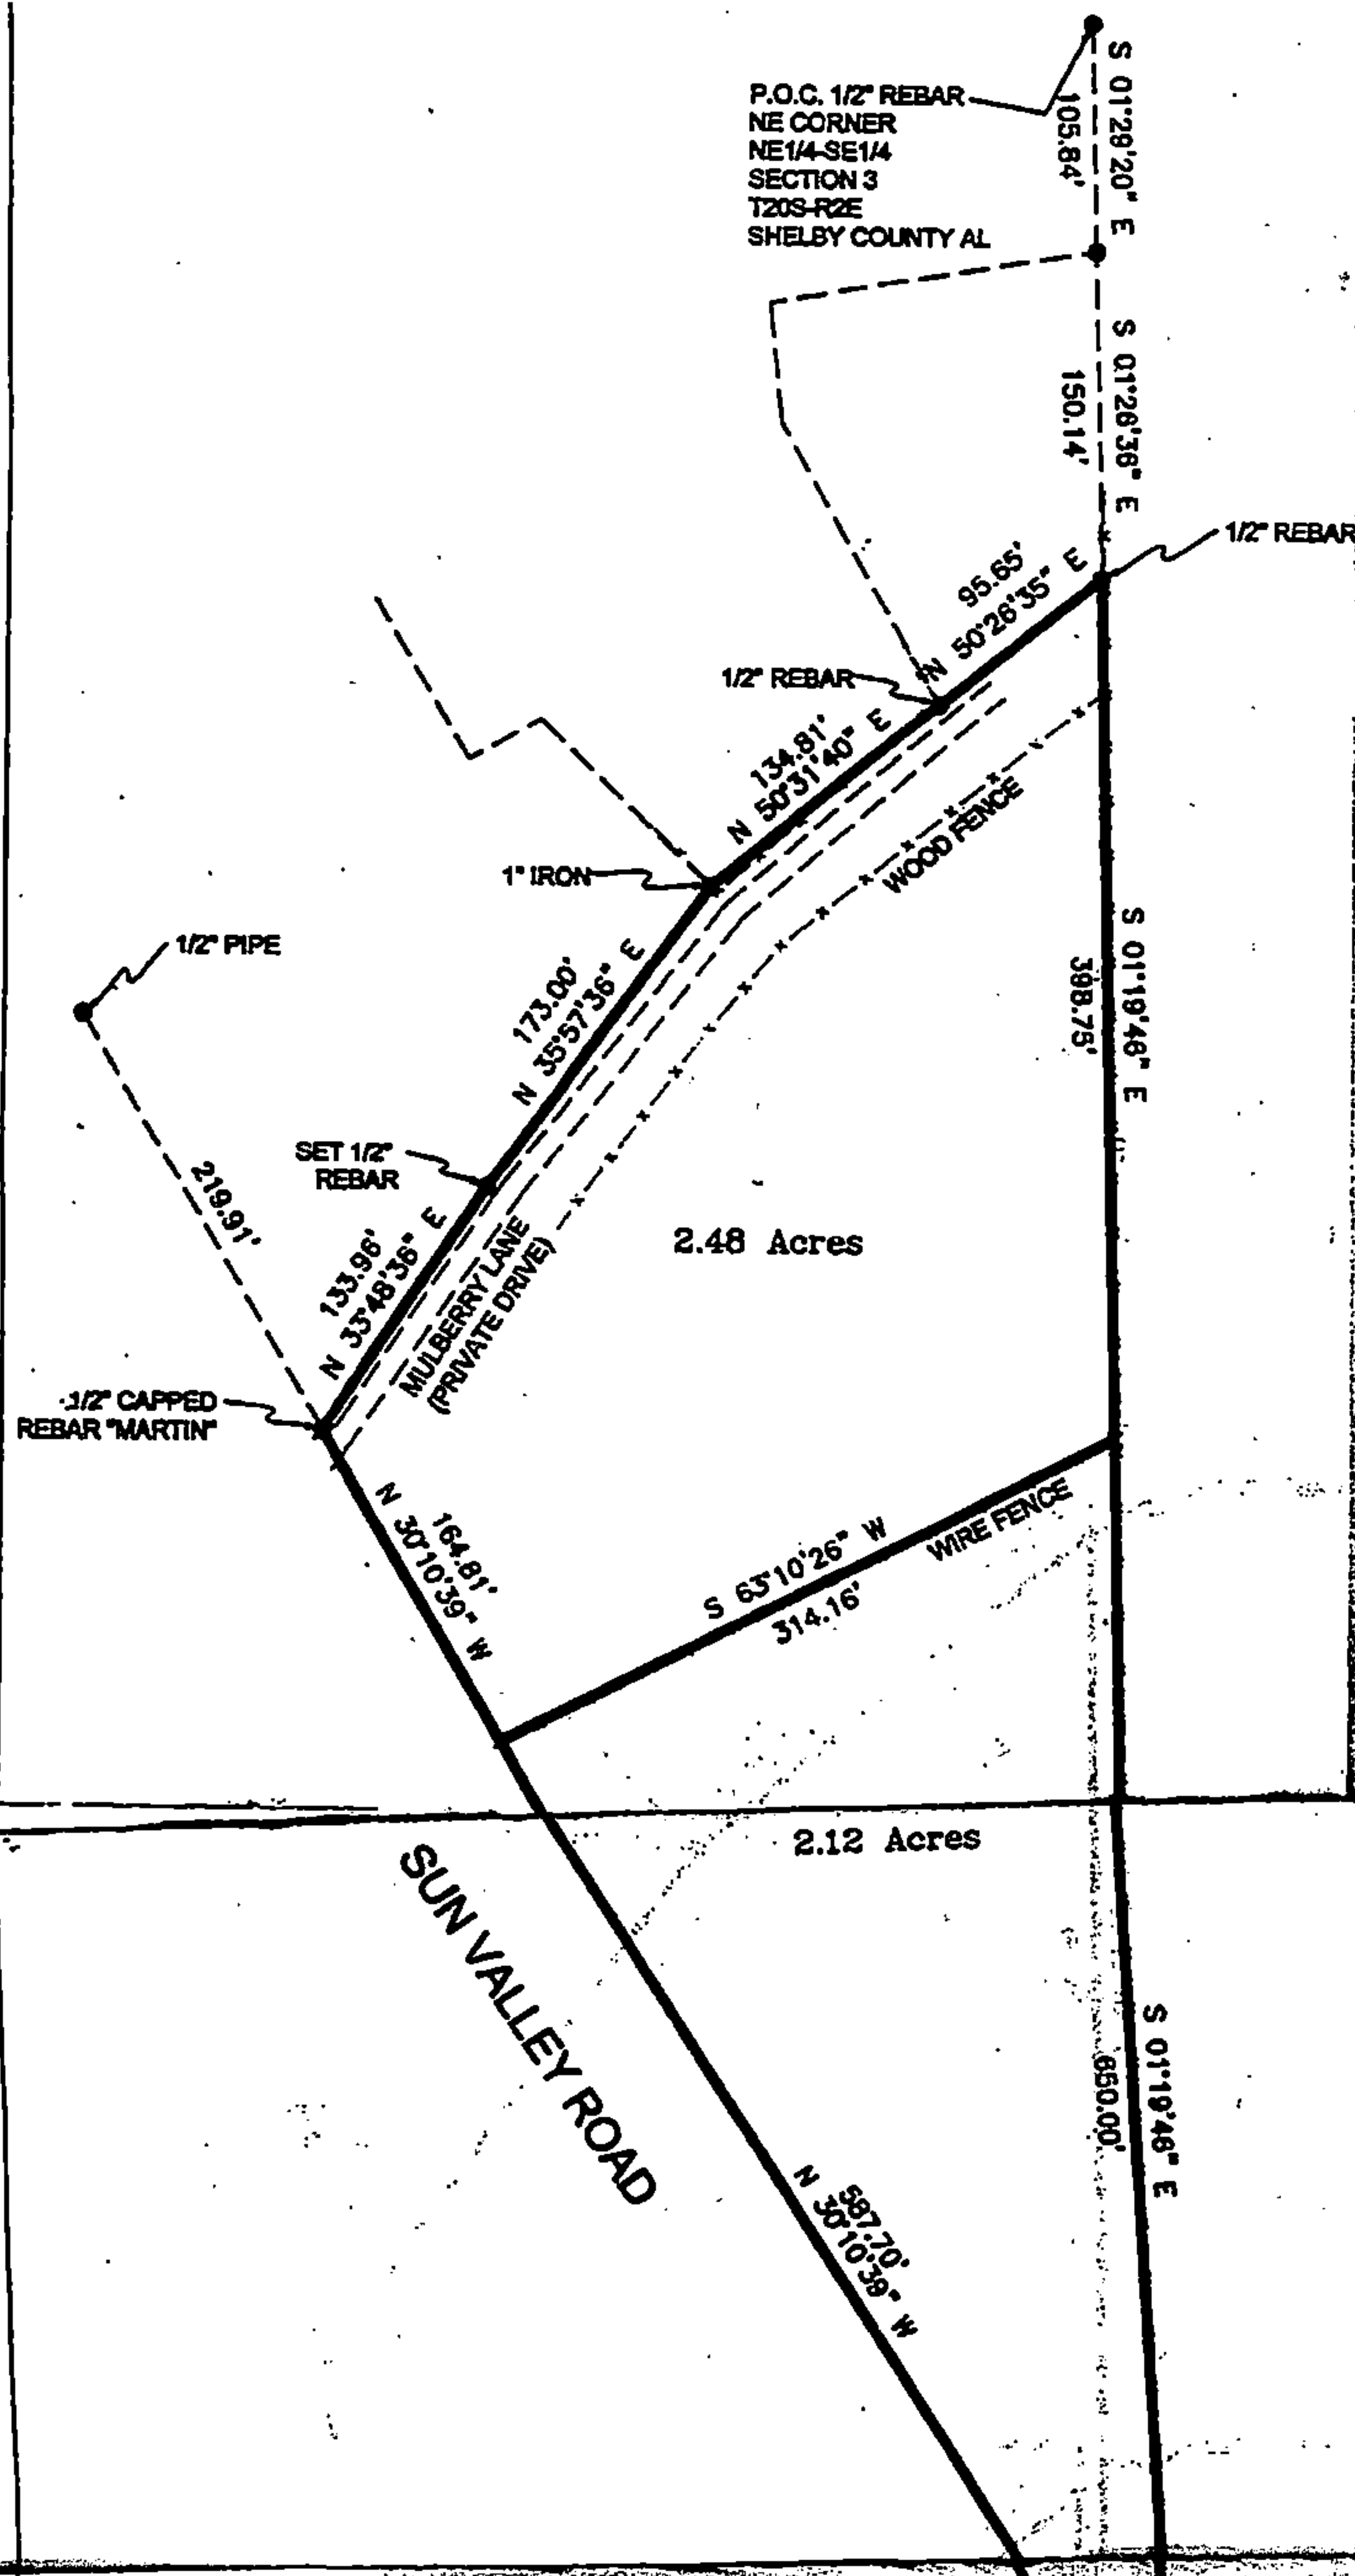 S 01°29'20" E
105.84'
P.O.C. 1/2" REBAR
NE CORNER
NE1/4-SE1/4
SECTION 3
T20S-R2E
SHELBY COUNTY AL
S 01°26'36" E
150.14'
1/2" REBAR
95.65'
N 50°26'35" E
1/2" REBAR
134.81'
N 50°31'40" E
WOOD FENCE
1" IRON
S 01°19'46" E
398.75'
1/2" PIPE
173.00'
N 35°57'36" E
SET 1/2"
REBAR
219.91'
133.96'
N 33°48'36" E
MULBERRY LANE
(PRIVATE DRIVE)
2.48 Acres
1/2" CAPPED
REBAR "MARTIN"
164.81'
N 30°10'39" W
S 63°10'26" W
314.16'
WIRE FENCE
2.12 Acres
SUN VALLEY ROAD
S 01°19'46" E
650.00'
587.70'
N 30°10'39" W